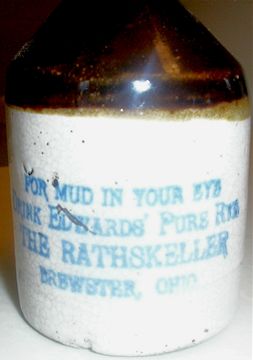 FOR MUD IN YOUR EYE
DRINK EDWARDS' PURE RYE
THE RATHSKELLER
BREWSTER, OHIO